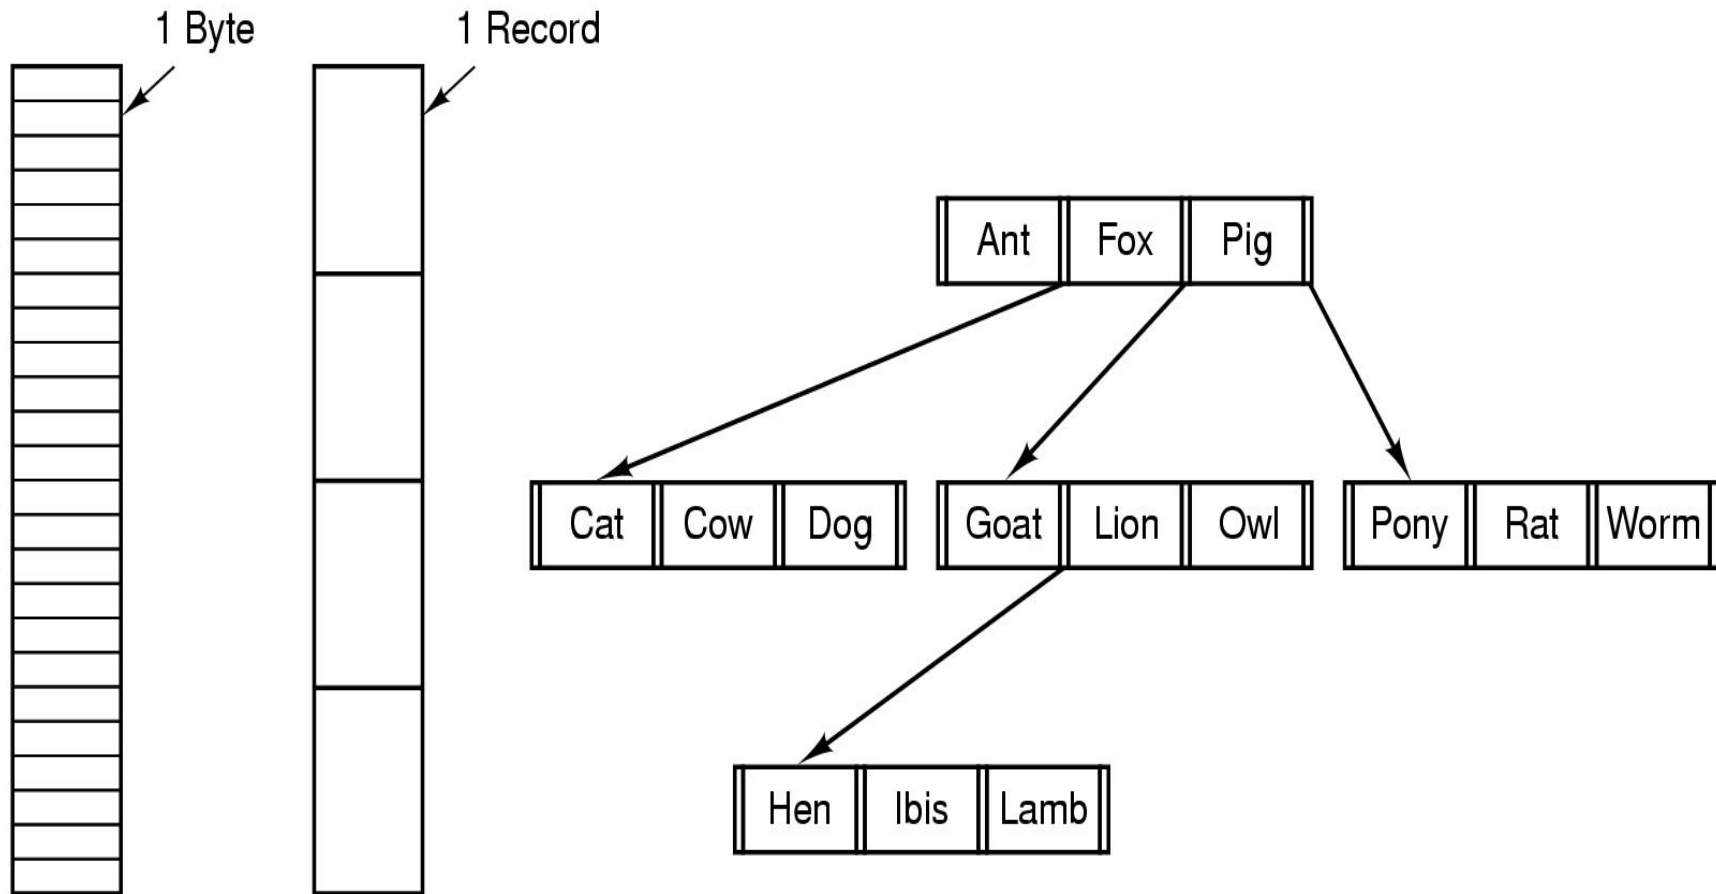 1 Byte
1 Record
Ant Fox Pig
Cat Cow Dog
Goat Lion Owl
Pony Rat Worm
Hen Ibis Lamb